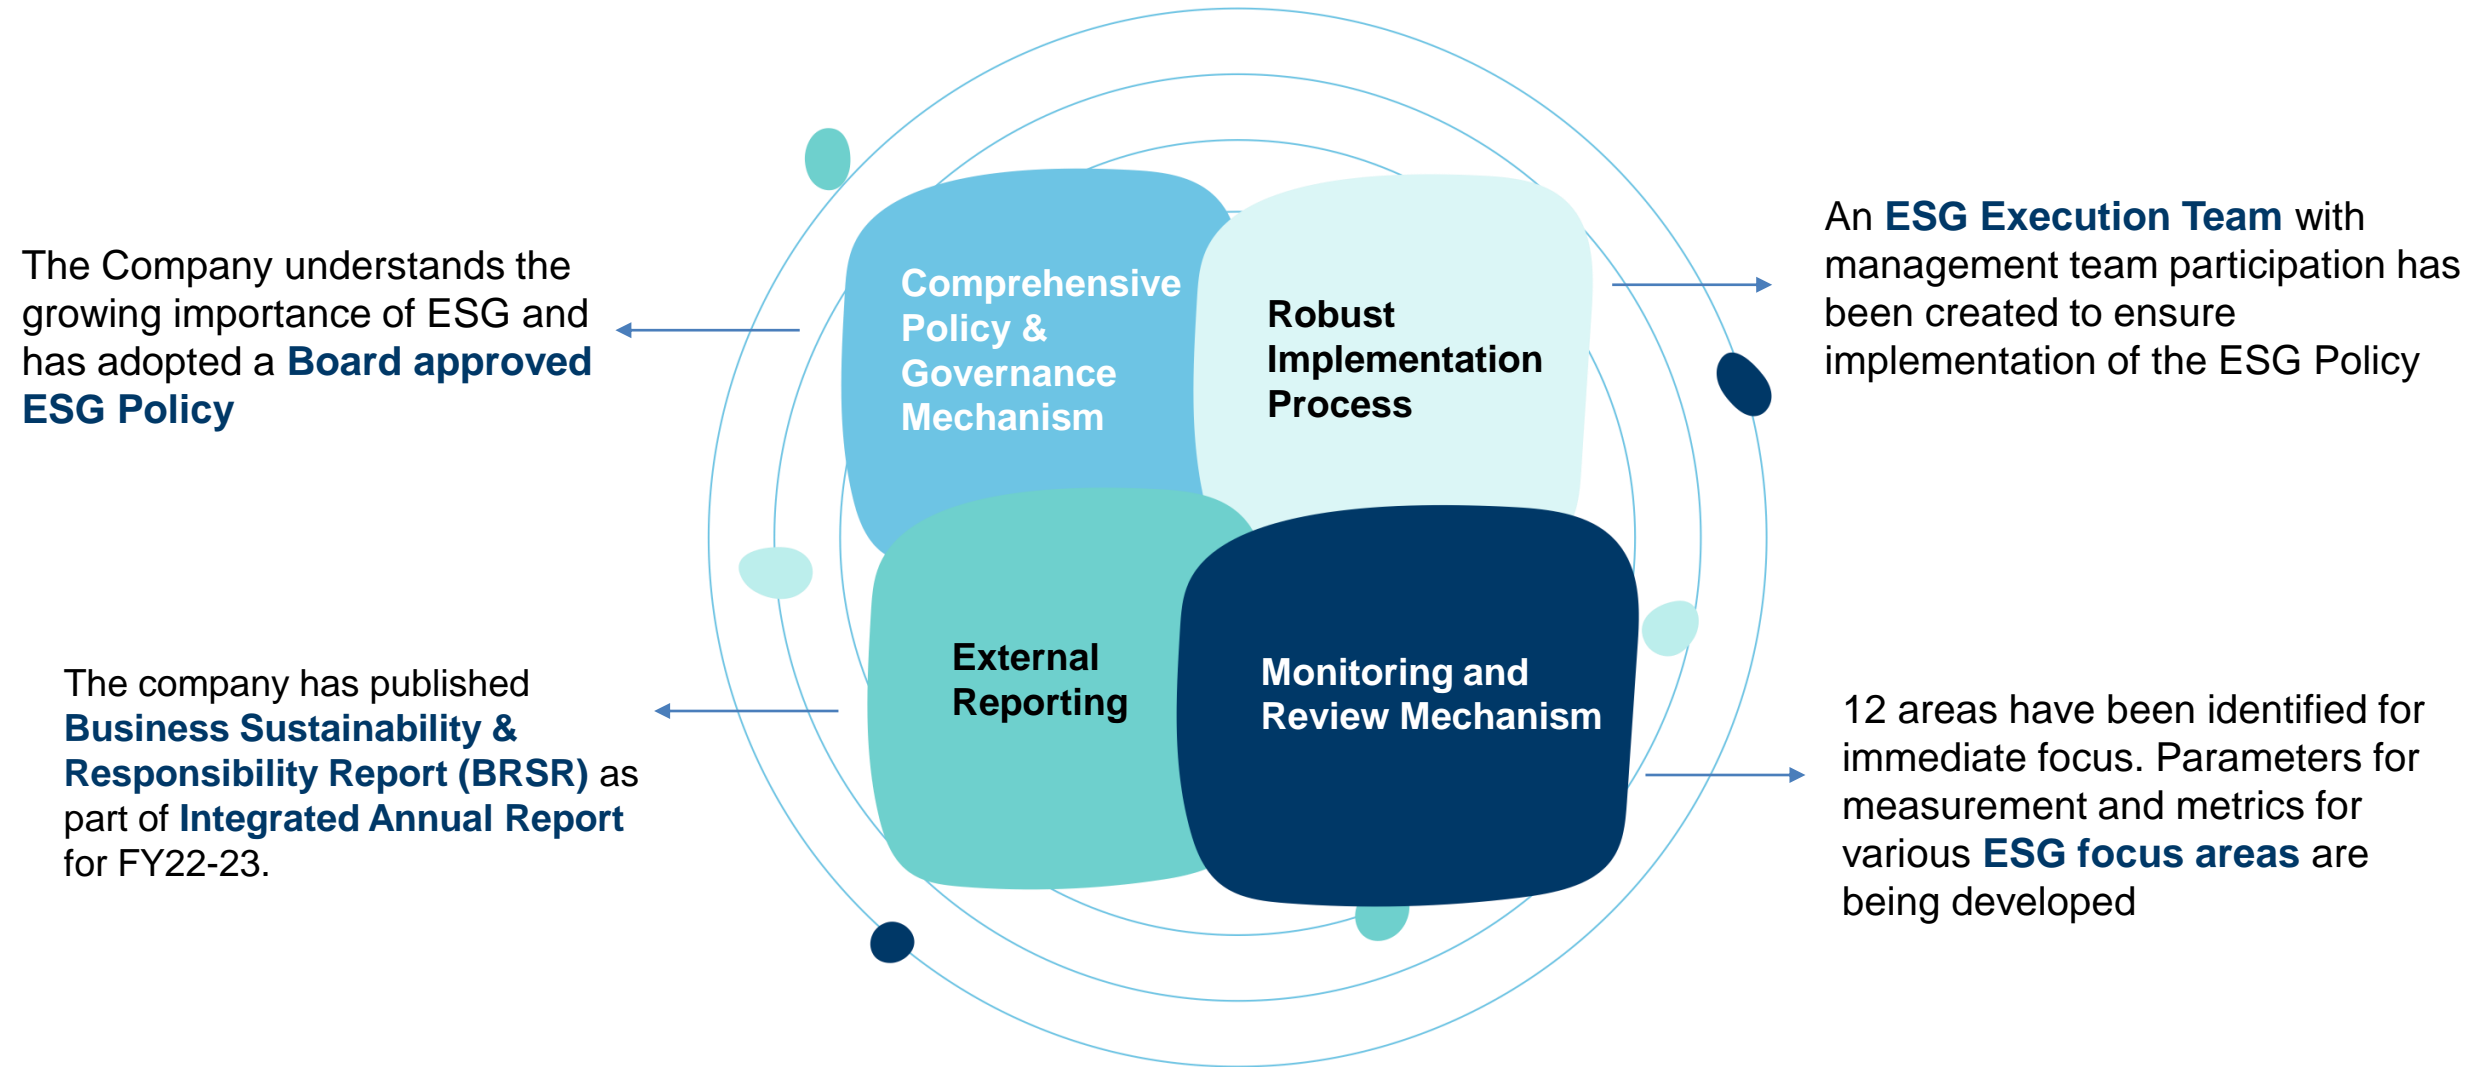 The Company understands the
growing importance of ESG and
has adopted a Board approved
ESG Policy
Comprehensive
Policy &
Governance
Mechanism
Robust
Implementation
Process
An ESG Execution Team with
management team participation has
been created to ensure
implementation of the ESG Policy
The company has published
Business Sustainability &
Responsibility Report (BRSR) as
part of Integrated Annual Report
for FY22-23.
External
Reporting
Monitoring and
Review Mechanism
12 areas have been identified for
immediate focus. Parameters for
measurement and metrics for
various ESG focus areas are
being developed